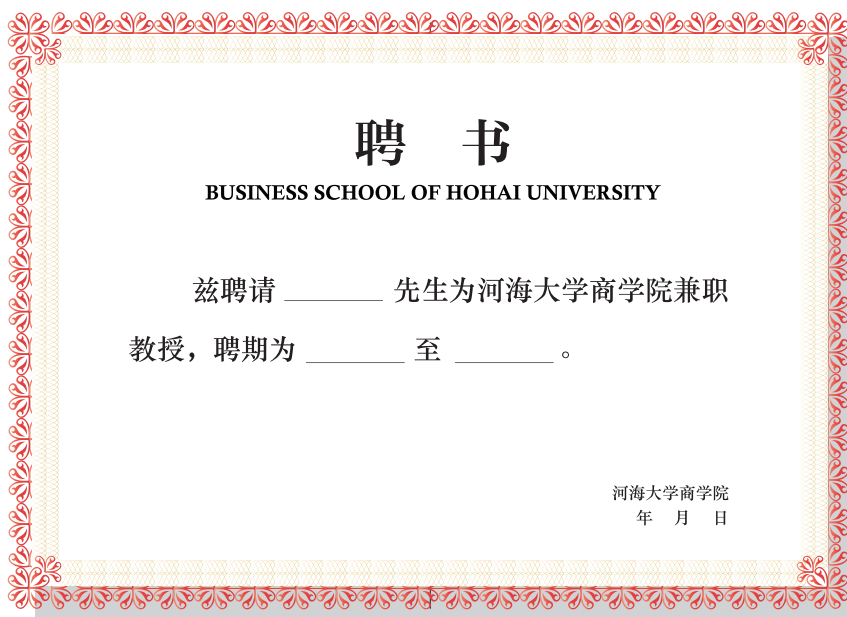 聘 书
BUSINESS SCHOOL OF HOHAI UNIVERSITY
兹聘请 ________ 先生为河海大学商学院兼职
教授，聘期为 ________ 至 ________ 。
河海大学商学院
年 月 日